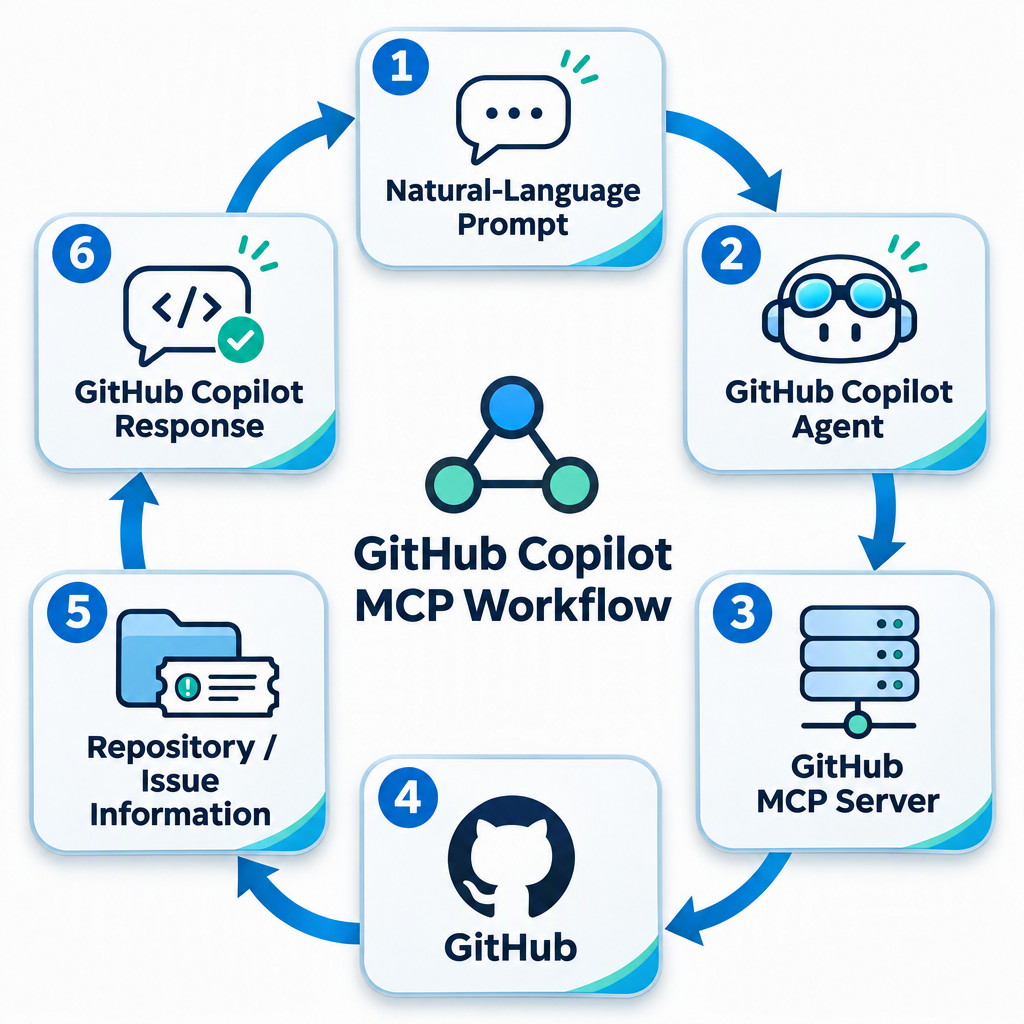 1
Natural-Language
Prompt
2
GitHub Copilot
Agent
3
GitHub
MCP Server
4
GitHub
5
Repository /
Issue
Information
6
</>
GitHub Copilot
Response
GitHub Copilot
MCP Workflow